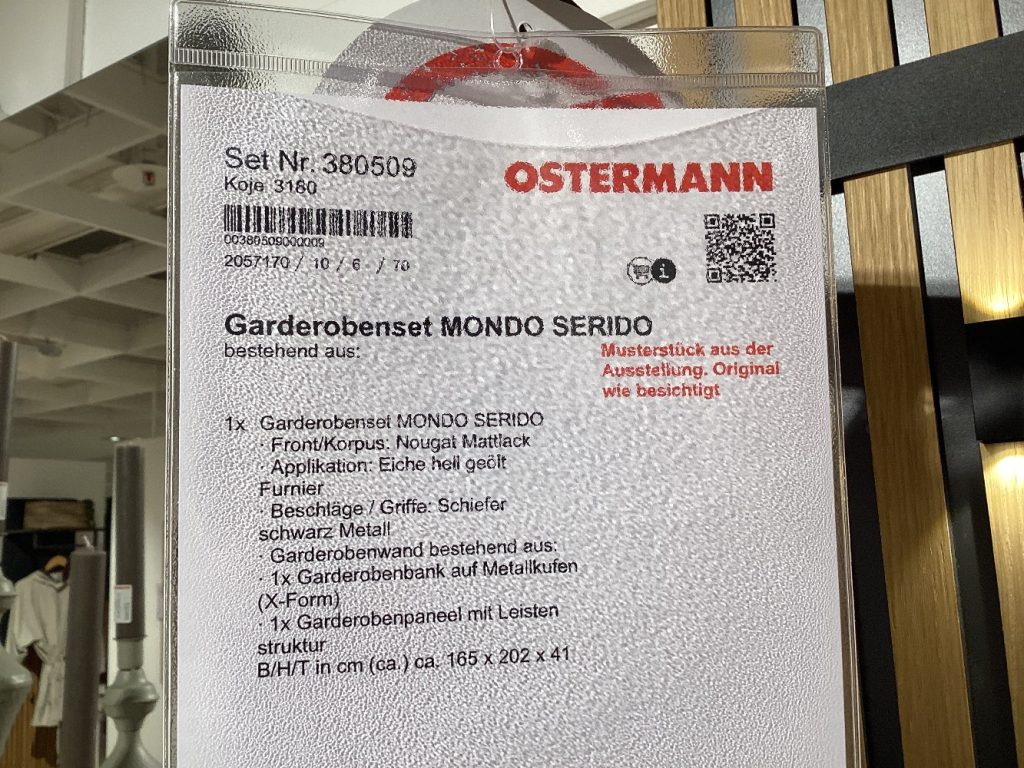 Set Nr. 380509
Koje 3180
OSTERMANN
00380509000009
2057170 / 10 / 6 / 70
i
Garderobenset MONDO SERIDO
bestehend aus:
Musterstück aus der
Ausstellung. Original
wie besichtigt
1x Garderobenset MONDO SERIDO
· Front/Korpus: Nougat Mattlack
· Applikation: Eiche hell geölt
Furnier
· Beschläge / Griffe: Schiefer
schwarz Metall
· Garderobenwand bestehend aus:
· 1x Garderobenbank auf Metallkufen
(X-Form)
· 1x Garderobenpaneel mit Leisten
struktur
B/H/T in cm (ca.) ca. 165 x 202 x 41